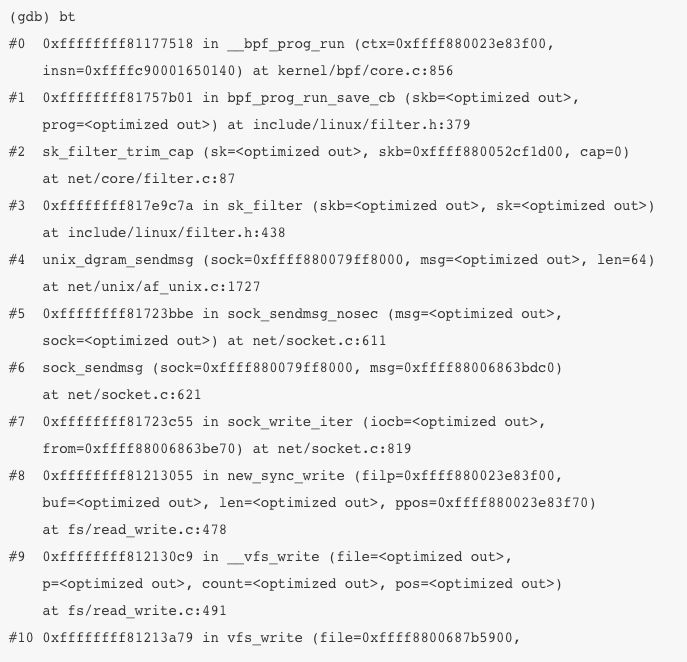 (gdb) bt
#0  0xffffffff81177518 in __bpf_prog_run (ctx=0xffff880023e83f00,
    insn=0xffffc90001650140) at kernel/bpf/core.c:856
#1  0xffffffff81757b01 in bpf_prog_run_save_cb (skb=<optimized out>,
    prog=<optimized out>) at include/linux/filter.h:379
#2  sk_filter_trim_cap (sk=<optimized out>, skb=0xffff880052cf1d00, cap=0)
    at net/core/filter.c:87
#3  0xffffffff817e9c7a in sk_filter (skb=<optimized out>, sk=<optimized out>)
    at include/linux/filter.h:438
#4  unix_dgram_sendmsg (sock=0xffff880079ff8000, msg=<optimized out>, len=64)
    at net/unix/af_unix.c:1727
#5  0xffffffff81723bbe in sock_sendmsg_nosec (msg=<optimized out>,
    sock=<optimized out>) at net/socket.c:611
#6  sock_sendmsg (sock=0xffff880079ff8000, msg=0xffff88006863bdc0)
    at net/socket.c:621
#7  0xffffffff81723c55 in sock_write_iter (iocb=<optimized out>,
    from=0xffff88006863be70) at net/socket.c:819
#8  0xffffffff81213055 in new_sync_write (filp=0xffff880023e83f00,
    buf=<optimized out>, len=<optimized out>, ppos=0xffff880023e83f70)
    at fs/read_write.c:478
#9  0xffffffff812130c9 in __vfs_write (file=<optimized out>,
    p=<optimized out>, count=<optimized out>, pos=<optimized out>)
    at fs/read_write.c:491
#10 0xffffffff81213a79 in vfs_write (file=0xffff8800687b5900,